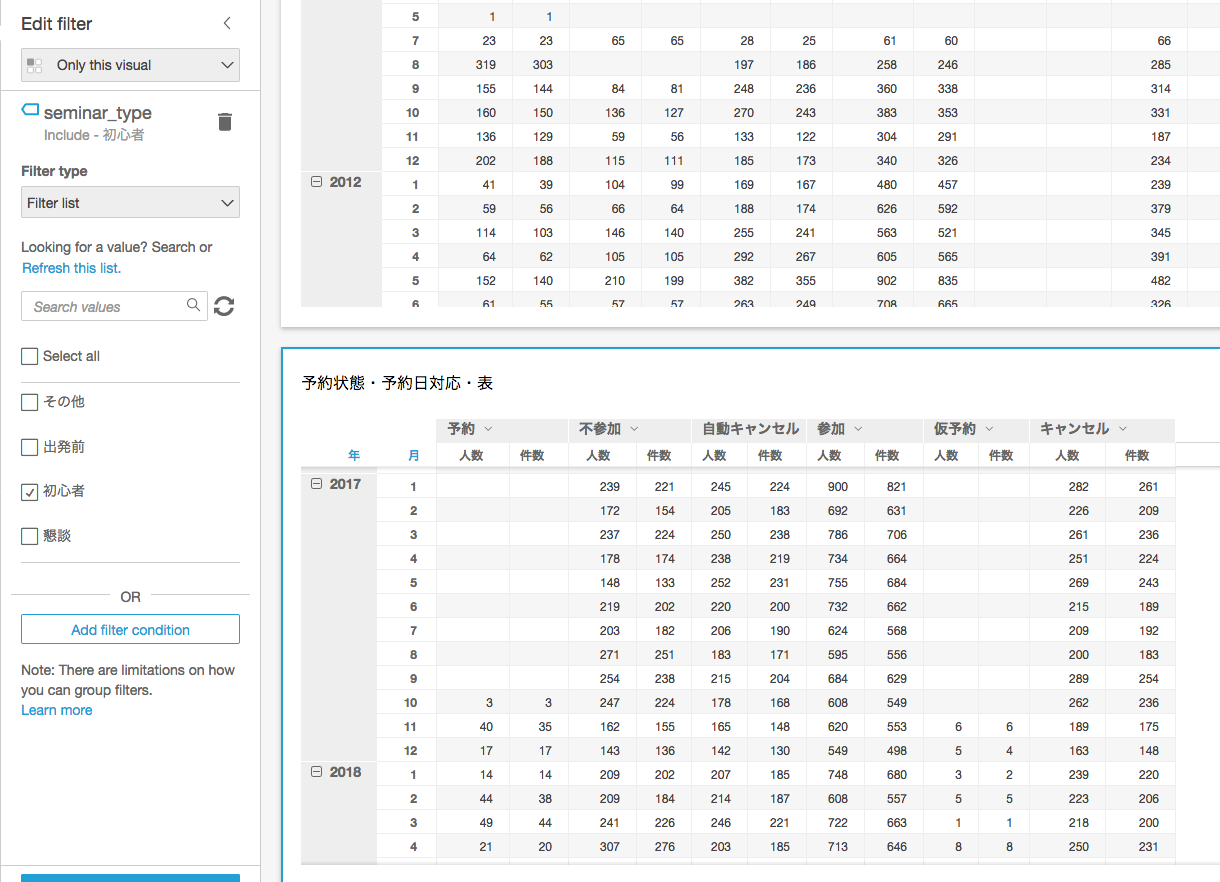 Edit filter
Only this visual
seminar_type
Include - 初心者
Filter type
Filter list
Looking for a value? Search or
Refresh this list.
Search values
Select all
その他
出発前
初心者
懇談
OR
Add filter condition
Note: There are limitations on how
you can group filters.
Learn more
5 1 1
7 23 23 65 65 28 25 61 60 66
8 319 303 197 186 258 246 285
9 155 144 84 81 248 236 360 338 314
10 160 150 136 127 270 243 383 353 331
11 136 129 59 56 133 122 304 291 187
12 202 188 115 111 185 173 340 326 234
2012 1 41 39 104 99 169 167 480 457 239
2 59 56 66 64 188 174 626 592 379
3 114 103 146 140 255 241 563 521 345
4 64 62 105 105 292 267 605 565 391
5 152 140 210 199 382 355 902 835 482
6 61 55 57 57 263 249 708 665 326
予約状態・予約日対応・表
予約 不参加 自動キャンセル 参加 仮予約 キャンセル
年 月 人数 件数 人数 件数 人数 件数 人数 件数 人数 件数 人数 件数
2017 1 239 221 245 224 900 821 282 261
2 172 154 205 183 692 631 226 209
3 237 224 250 238 786 706 261 236
4 178 174 238 219 734 664 251 224
5 148 133 252 231 755 684 269 243
6 219 202 220 200 732 662 215 189
7 203 182 206 190 624 568 209 192
8 271 251 183 171 595 556 200 183
9 254 238 215 204 684 629 289 254
10 3 3 247 224 178 168 608 549 262 236
11 40 35 162 155 165 148 620 553 6 6 189 175
12 17 17 143 136 142 130 549 498 5 4 163 148
2018 1 14 14 209 202 207 185 748 680 3 2 239 220
2 44 38 209 184 214 187 608 557 5 5 223 206
3 49 44 241 226 246 221 722 663 1 1 218 200
4 21 20 307 276 203 185 713 646 8 8 250 231